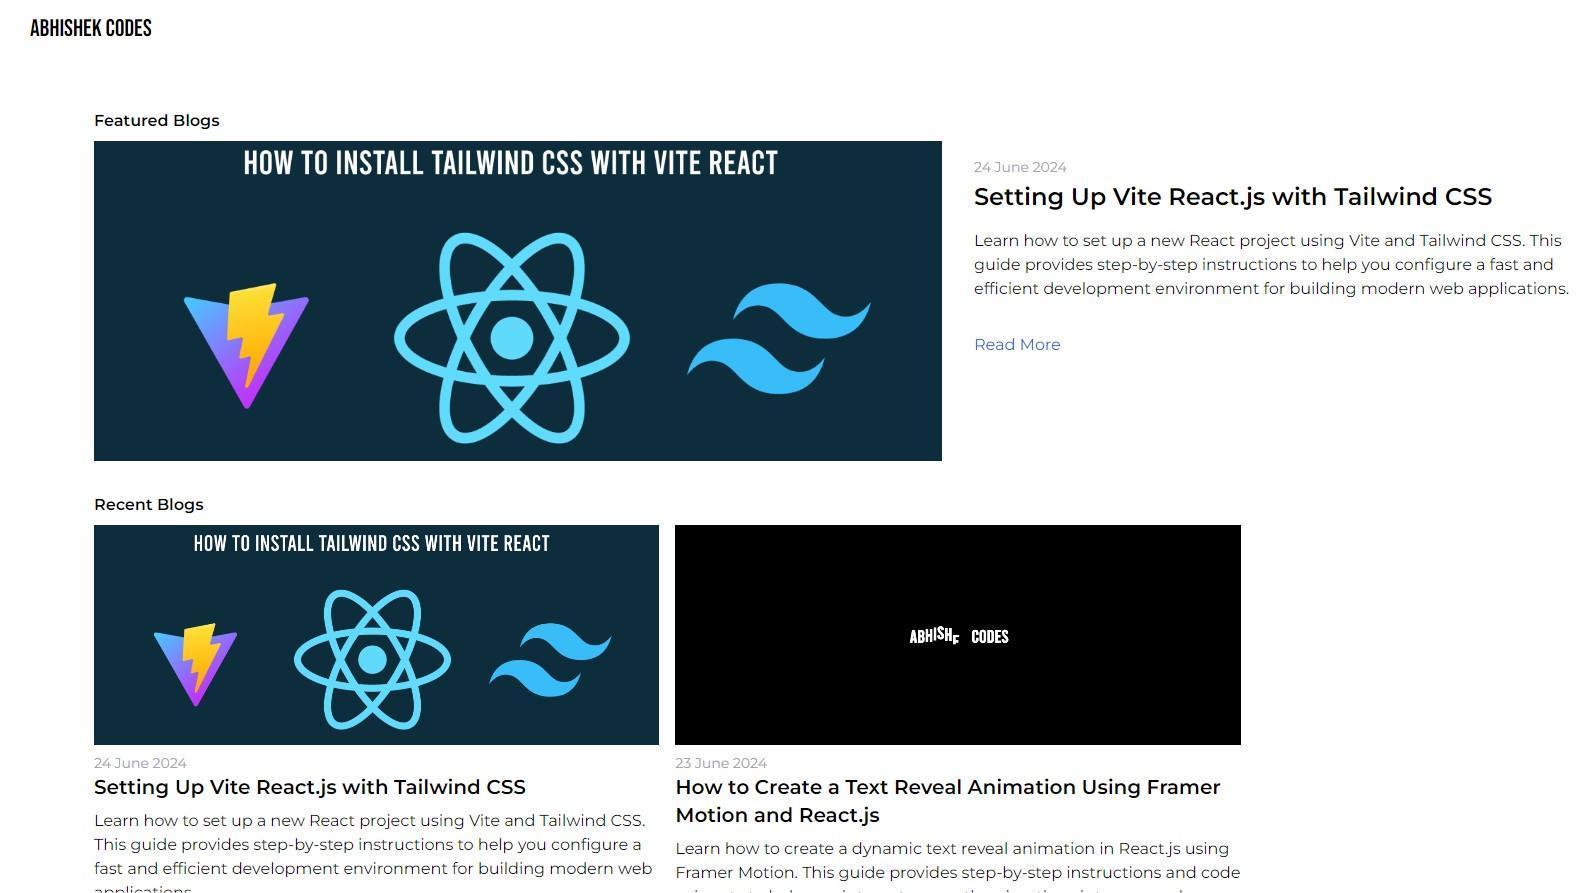 ABHISHEK CODES
Featured Blogs
HOW TO INSTALL TAILWIND CSS WITH VITE REACT
24 June 2024
Setting Up Vite React.js with Tailwind CSS
Learn how to set up a new React project using Vite and Tailwind CSS. This
guide provides step-by-step instructions to help you configure a fast and
efficient development environment for building modern web applications.
Read More
Recent Blogs
HOW TO INSTALL TAILWIND CSS WITH VITE REACT
24 June 2024
Setting Up Vite React.js with Tailwind CSS
Learn how to set up a new React project using Vite and Tailwind CSS.
This guide provides step-by-step instructions to help you configure a
fast and efficient development environment for building modern web
applications.
ABHISHE CODES
23 June 2024
How to Create a Text Reveal Animation Using Framer
Motion and React.js
Learn how to create a dynamic text reveal animation in React.js using
Framer Motion. This guide provides step-by-step instructions and code